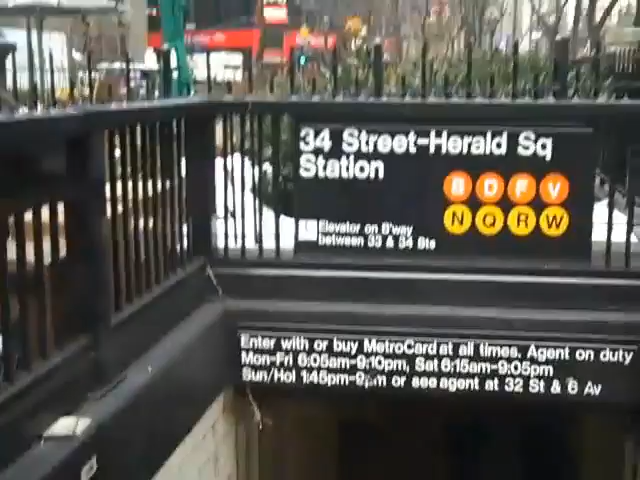 34 Street-Herald Sq
Station
B D F V
N Q R W
Elevator on B'way
between 33 & 34 Sts
Enter with or buy MetroCard at all times. Agent on duty
Mon-Fri 6:05am-9:10pm, Sat 6:15am-9:05pm
Sun/Hol 1:45pm-9 or see agent at 32 St & 6 Av